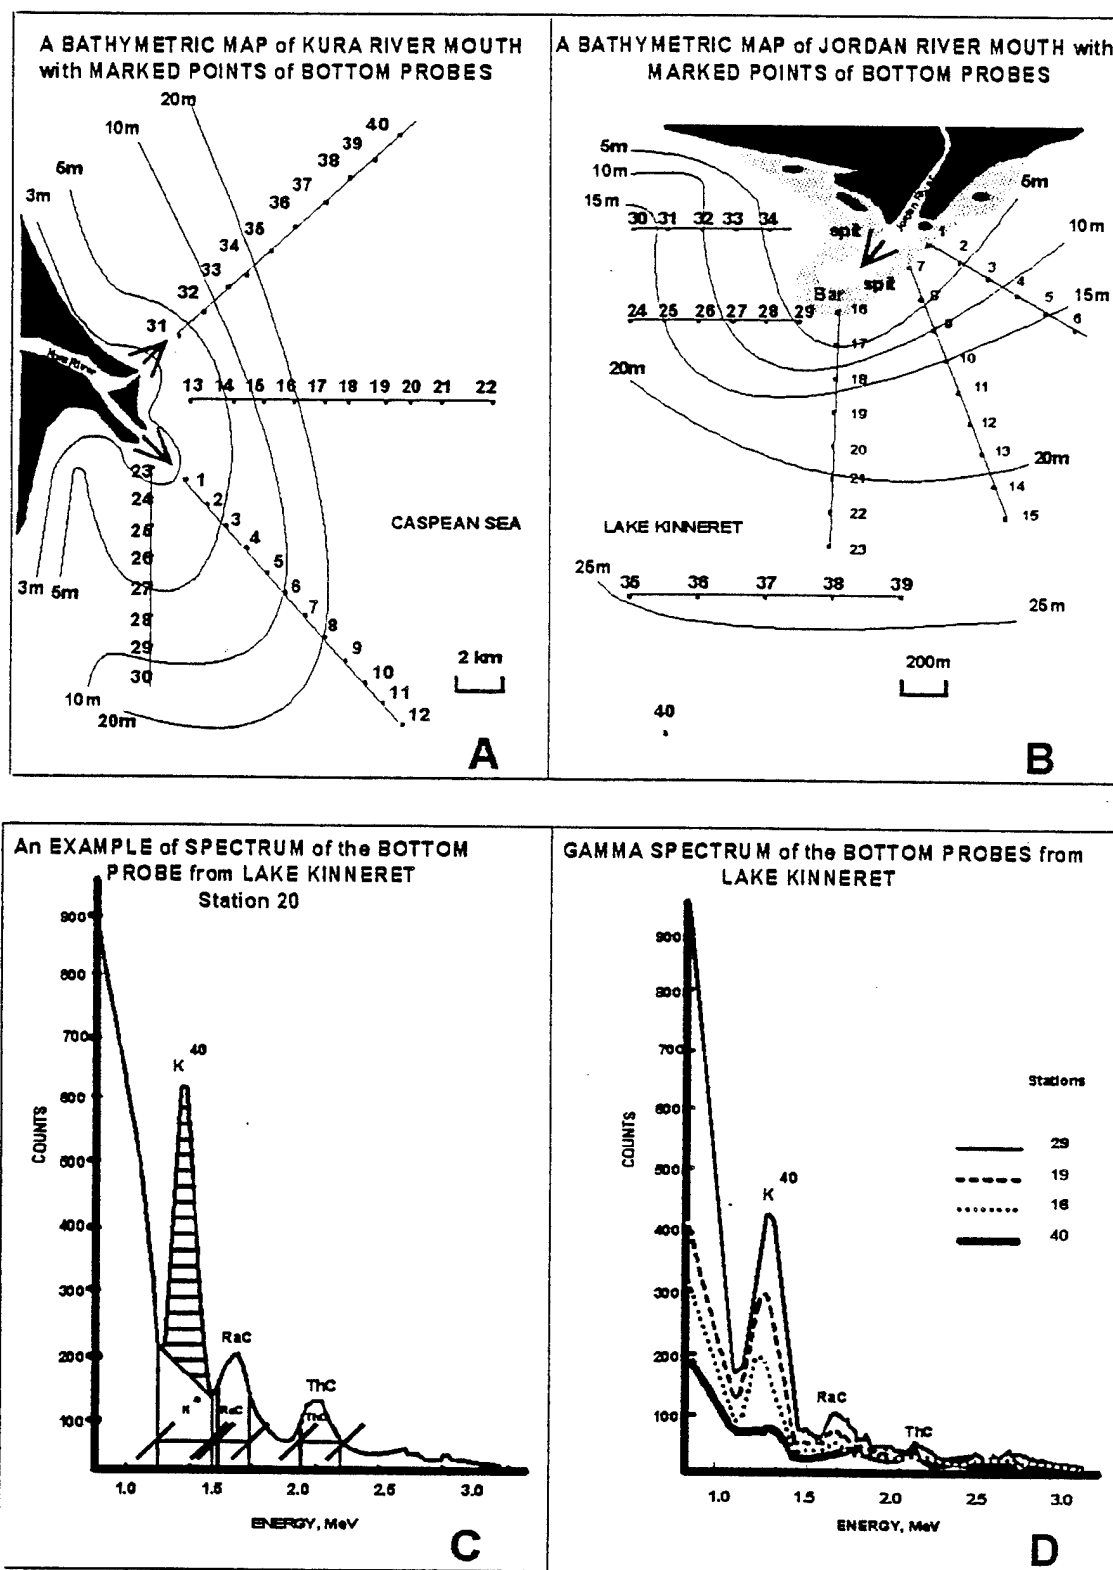 A BATHYMETRIC MAP of KURA RIVER MOUTH
with MARKED POINTS of BOTTOM PROBES
20m
10m
5m
3m
40
39
38
37
36
35
34
33
32
31
Kura River
13 14 15 16 17 18 19 20 21 22
23
24
25
26
27
28
29
30
1
2
3
4
5
6
7
8
9
10
11
12
CASPEAN SEA
3m 5m
10m
20m
2 km
A
A BATHYMETRIC MAP of JORDAN RIVER MOUTH with
MARKED POINTS of BOTTOM PROBES
5m
10m
15m
5m
10m
15m
Jordan River
30 31 32 33 34
spit
spit
Bar
1
2
3
4
5
6
7
8
9
10
11
12
13
14
15
24 25 26 27 28 29
16
17
18
19
20
21
22
23
20m
20m
LAKE KINNERET
25m
35 36 37 38 39
25m
200m
40
B
An EXAMPLE of SPECTRUM of the BOTTOM
PROBE from LAKE KINNERET
Station 20
900
800
700
600
500
400
300
200
100
COUNTS
K 40
RaC
ThC
K
RaC
ThC
1.0 1.5 2.0 2.5 3.0
ENERGY, MeV
C
GAMMA SPECTRUM of the BOTTOM PROBES from
LAKE KINNERET
900
800
700
600
500
400
300
200
100
COUNTS
K 40
RaC
ThC
Stations
29
19
16
40
1.0 1.5 2.0 2.5 3.0
ENERGY, MeV
D